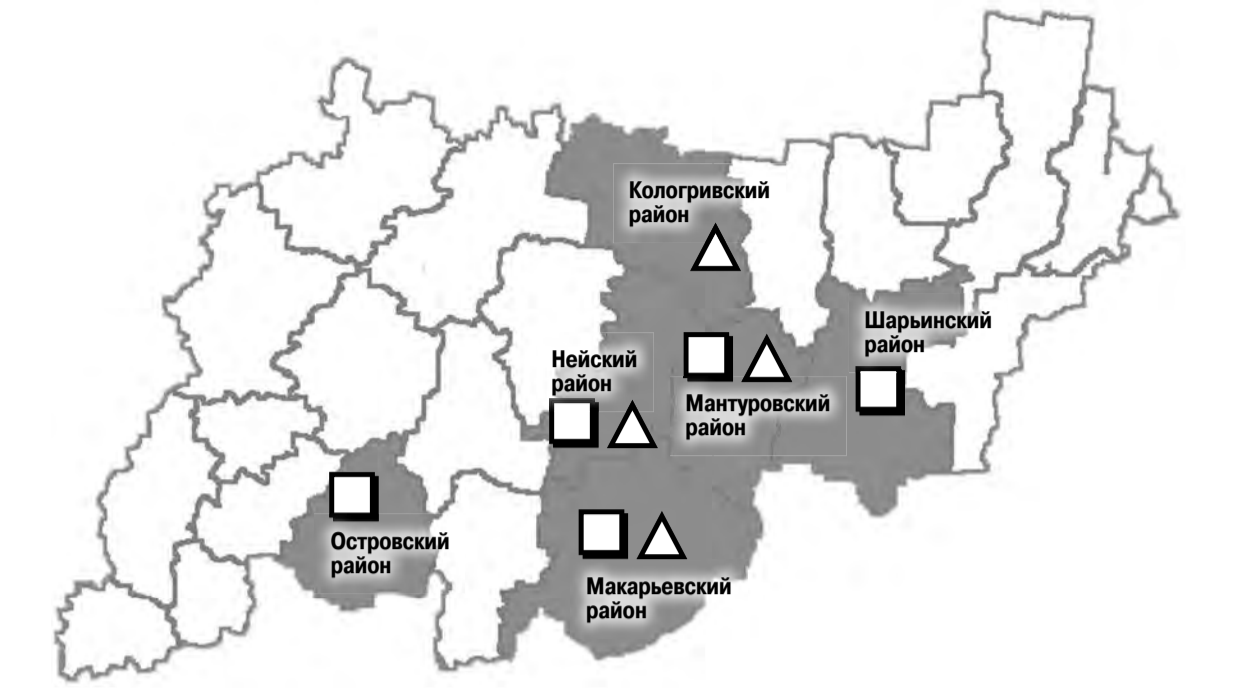 Кологривский
район
Шарьинский
район
Нейский
район
Мантуровский
район
Островский
район
Макарьевский
район